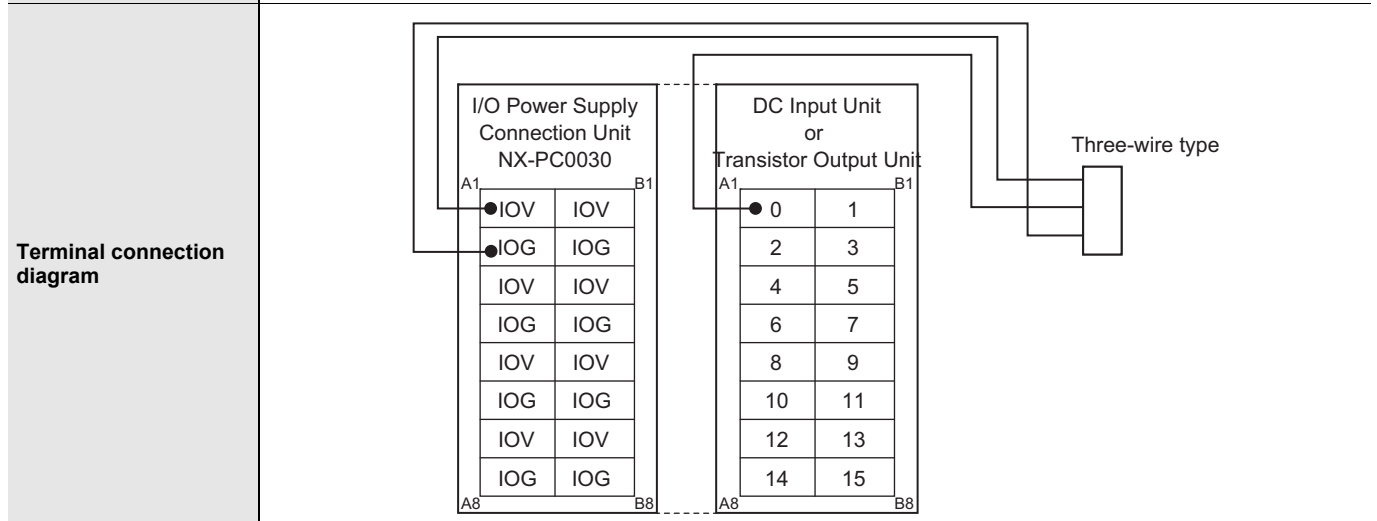 Terminal connection
diagram
I/O Power Supply
Connection Unit
NX-PC0030
A1 B1
IOV IOV
IOG IOG
IOV IOV
IOG IOG
IOV IOV
IOG IOG
IOV IOV
IOG IOG
A8 B8
DC Input Unit
or
Transistor Output Unit
A1 B1
0 1
2 3
4 5
6 7
8 9
10 11
12 13
14 15
A8 B8
Three-wire type